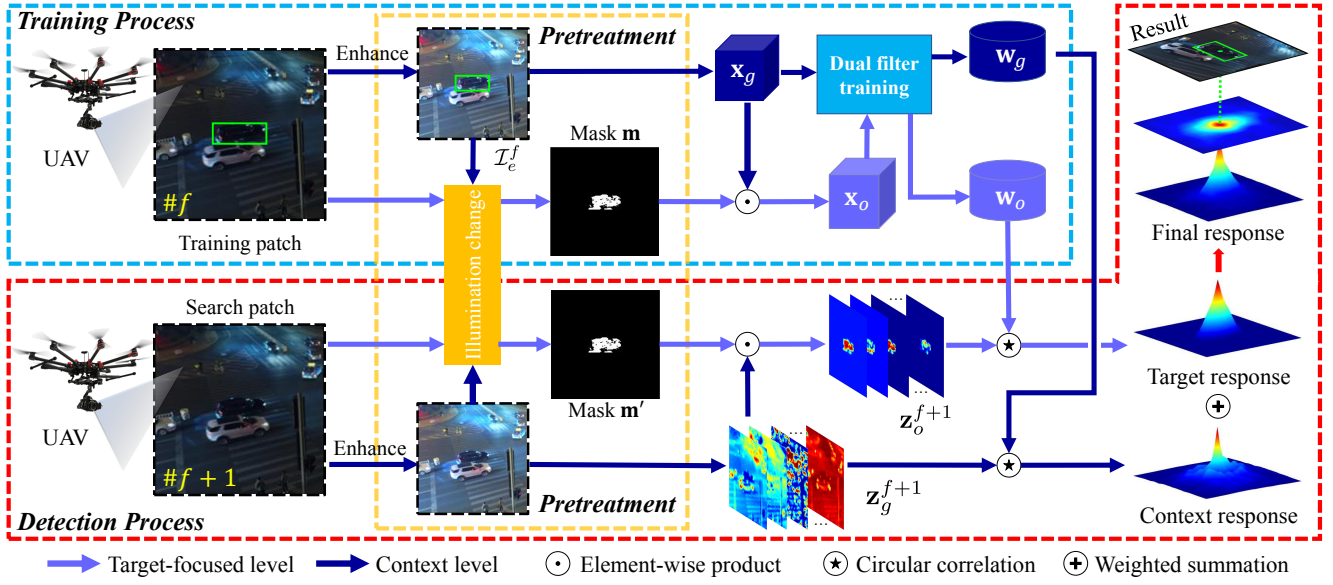 Training Process
Enhance
Pretreatment
UAV
#f
Training patch
𝓘_e^f
Mask m
x_g
Dual filter
training
w_g
x_o
w_o
Result
Final response
Illumination change
Search patch
UAV
#f + 1
Detection Process
Enhance
Mask m′
Pretreatment
...
...
z_o^{f+1}
...
...
z_g^{f+1}
Target response
Context response
Target-focused level
Context level
Element-wise product
Circular correlation
Weighted summation